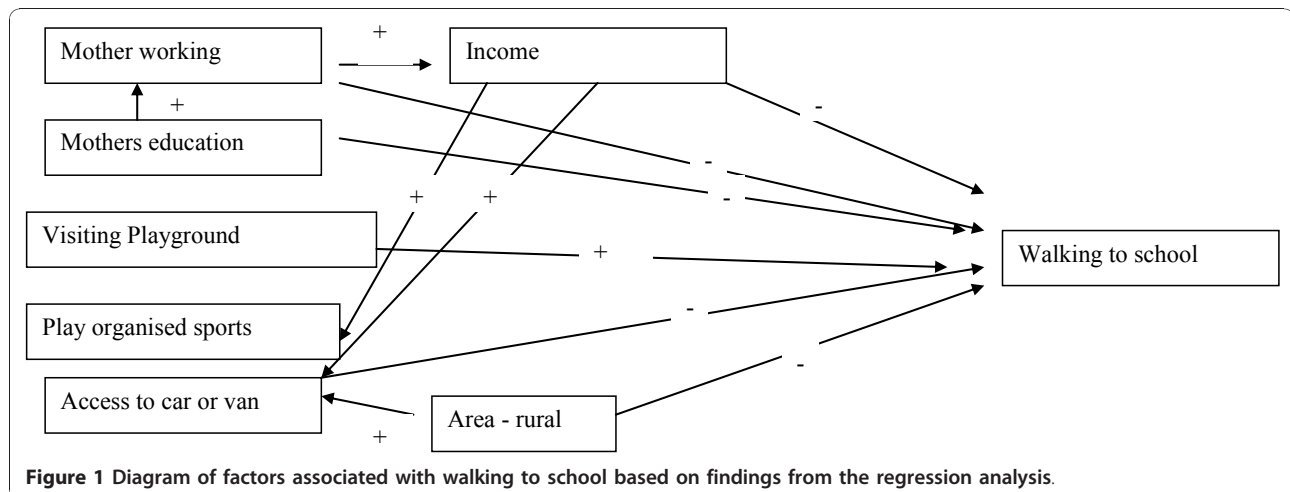 Mother working
+
Income
-
+
Mothers education
-
-
+
+
Visiting Playground
+
Walking to school
Play organised sports
-
Access to car or van
-
Area - rural
+
Figure 1 Diagram of factors associated with walking to school based on findings from the regression analysis.